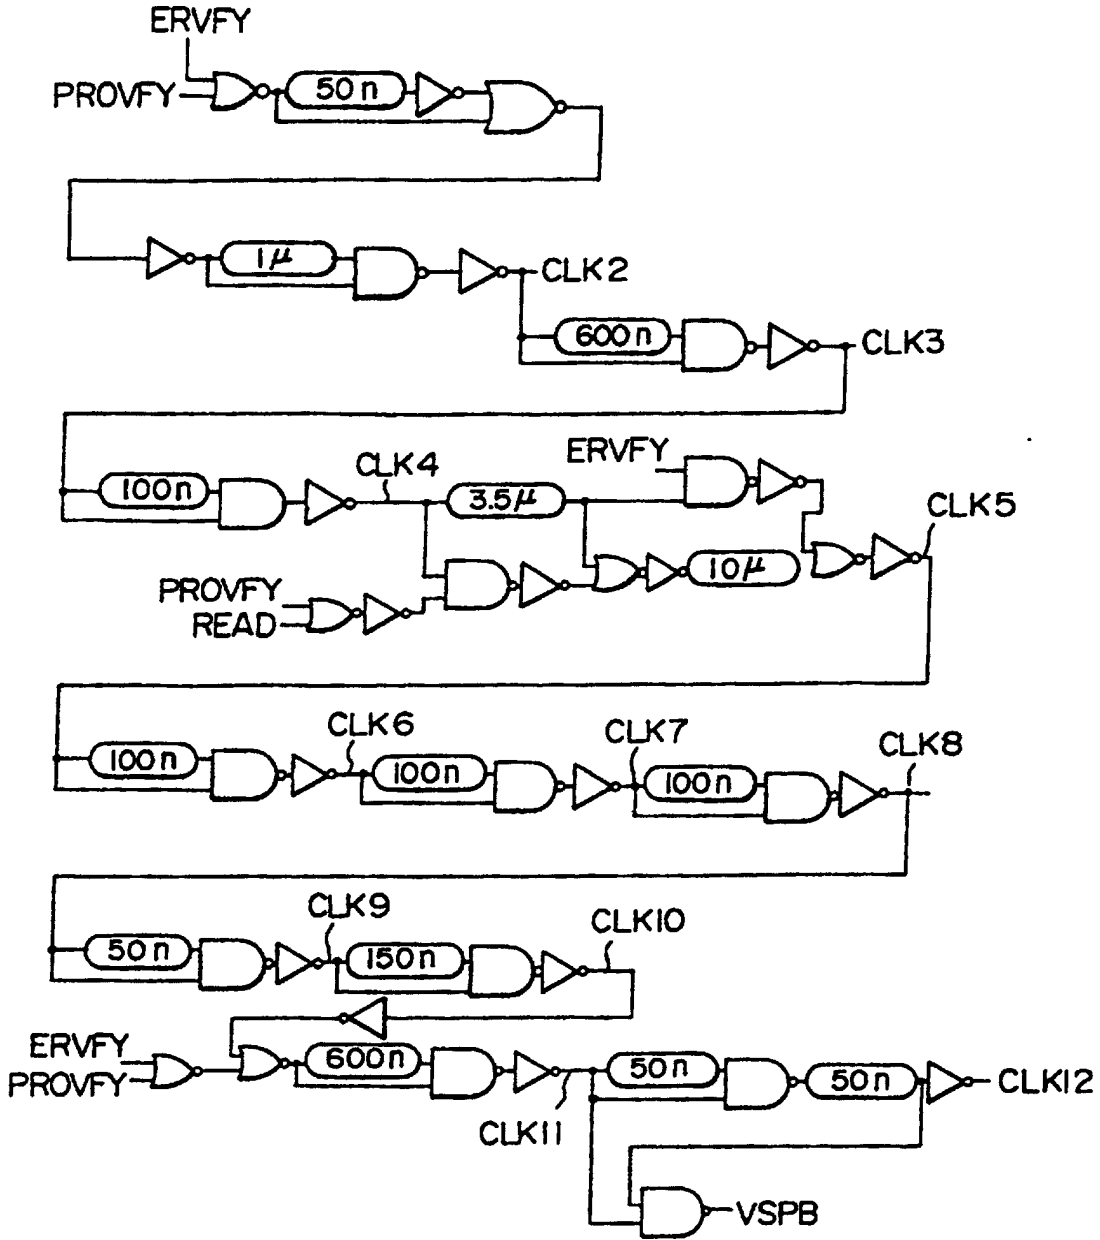 ERVFY
PROVFY
50n
1μ
CLK2
600n
CLK3
100n
CLK4
3.5μ
ERVFY
CLK5
10μ
PROVFY
READ
100n
CLK6
100n
CLK7
100n
CLK8
50n
CLK9
150n
CLK10
ERVFY
PROVFY
600n
CLK11
50n
50n
CLK12
VSPB